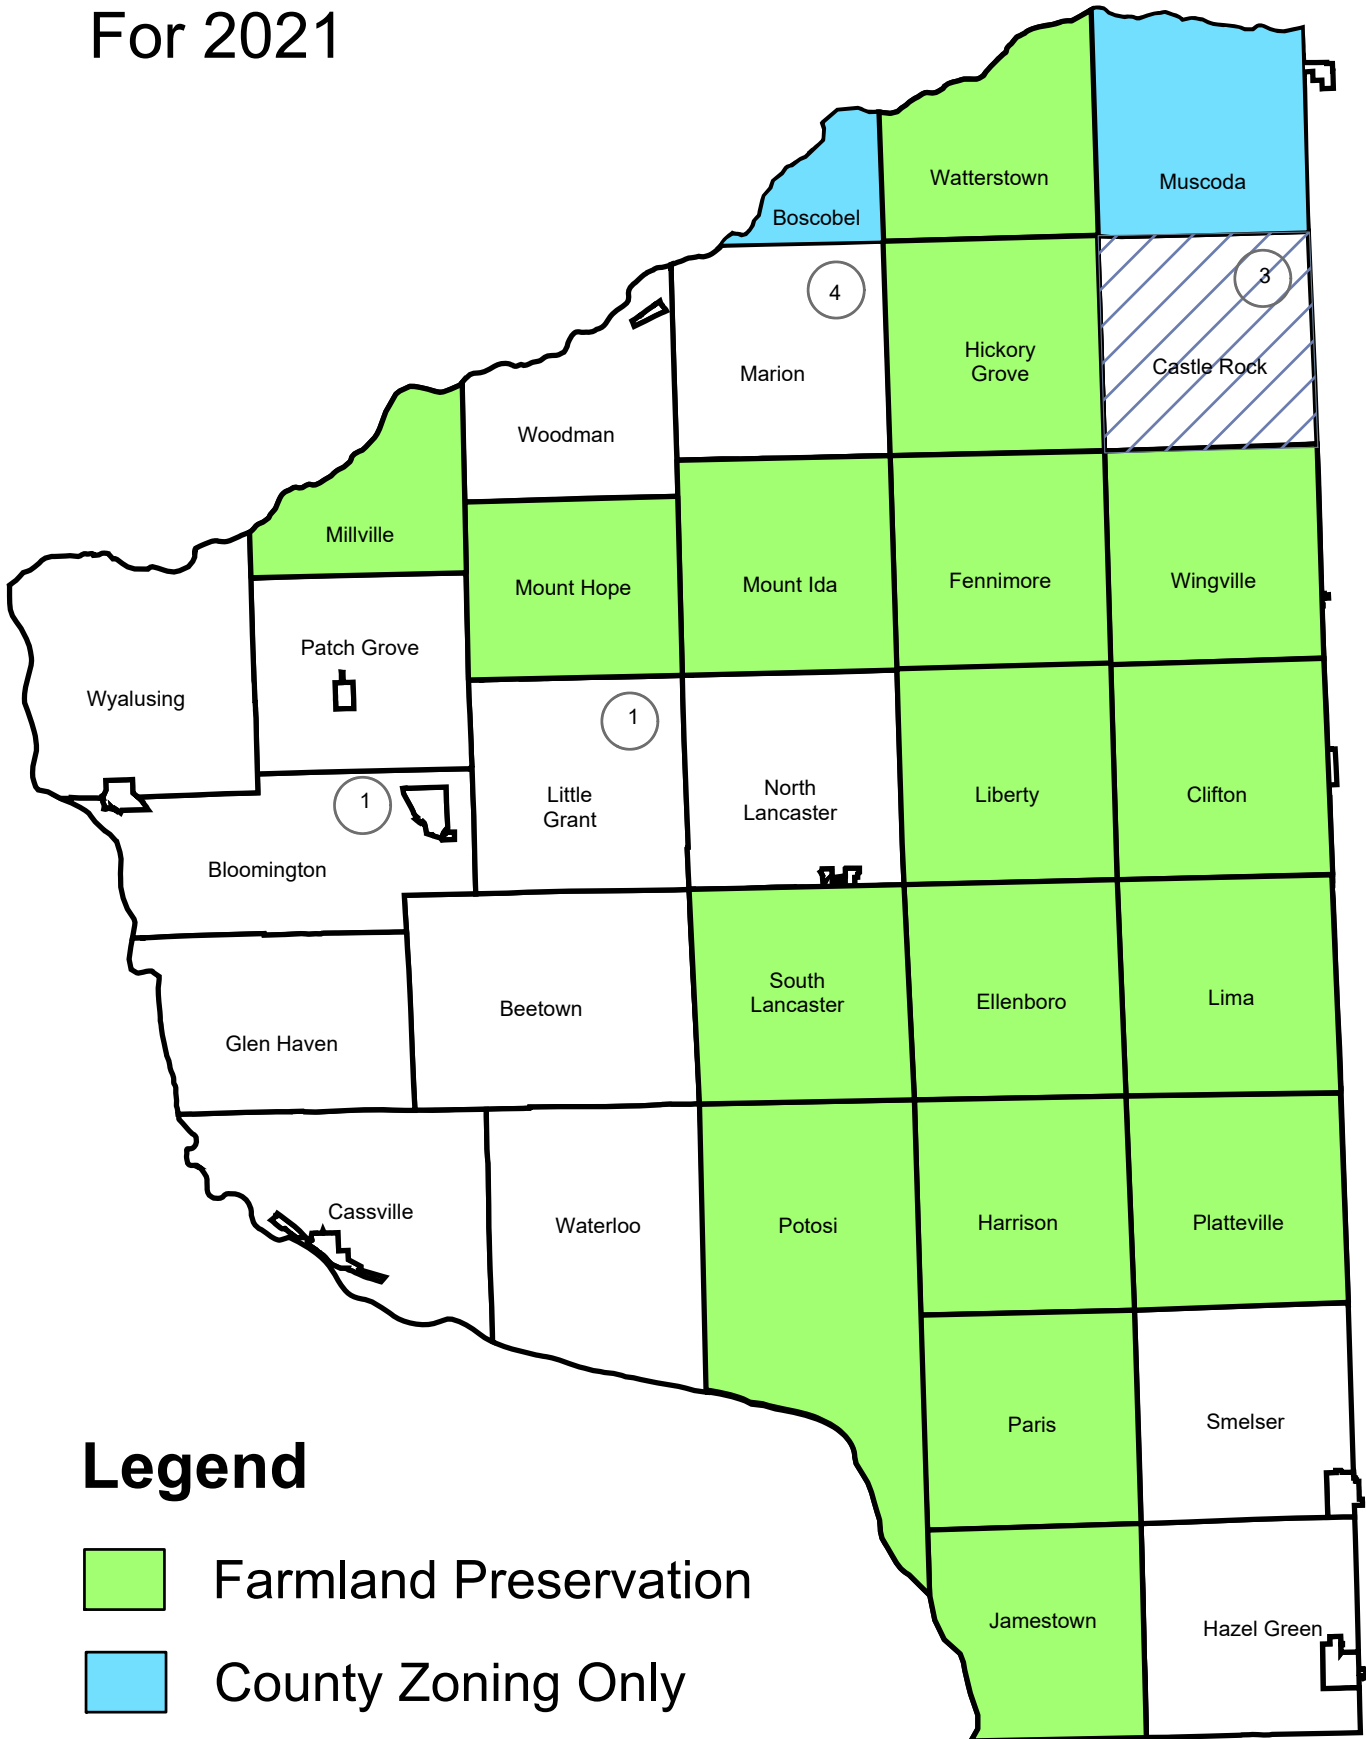 For 2021
Watterstown
Muscoda
Boscobel
3
4
Hickory
Grove
Castle Rock
Marion
Woodman
Millville
Mount Hope
Mount Ida
Fennimore
Wingville
Patch Grove
Wyalusing
1
Little
Grant
North
Lancaster
Liberty
Clifton
1
Bloomington
South
Lancaster
Ellenboro
Lima
Beetown
Glen Haven
Cassville
Waterloo
Potosi
Harrison
Platteville
Paris
Smelser
Legend
Farmland Preservation
Jamestown
Hazel Green
County Zoning Only